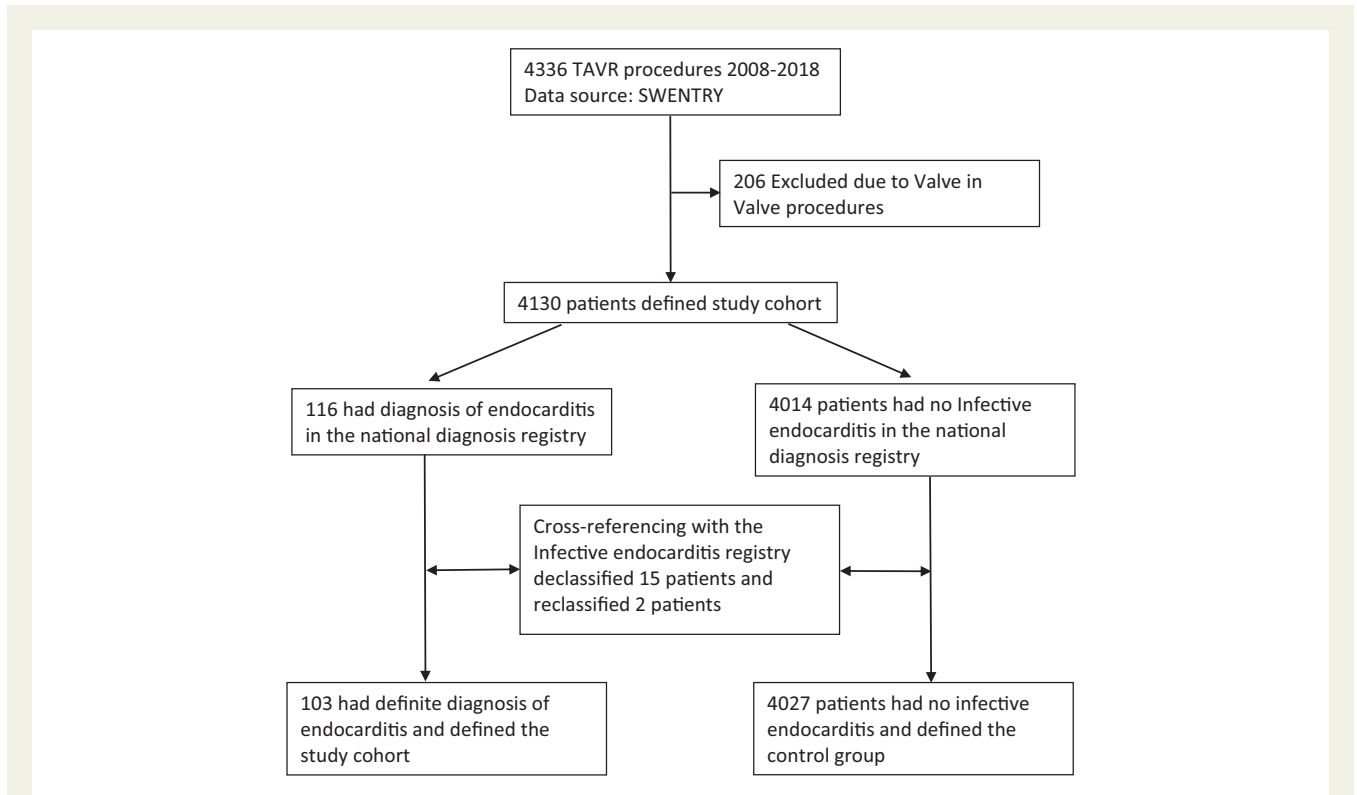 4336 TAVR procedures 2008-2018
Data source: SWENTRY
206 Excluded due to Valve in
Valve procedures
4130 patients defined study cohort
116 had diagnosis of endocarditis
in the national diagnosis registry
4014 patients had no Infective
endocarditis in the national
diagnosis registry
Cross-referencing with the
Infective endocarditis registry
declassified 15 patients and
reclassified 2 patients
103 had definite diagnosis of
endocarditis and defined the
study cohort
4027 patients had no infective
endocarditis and defined the
control group